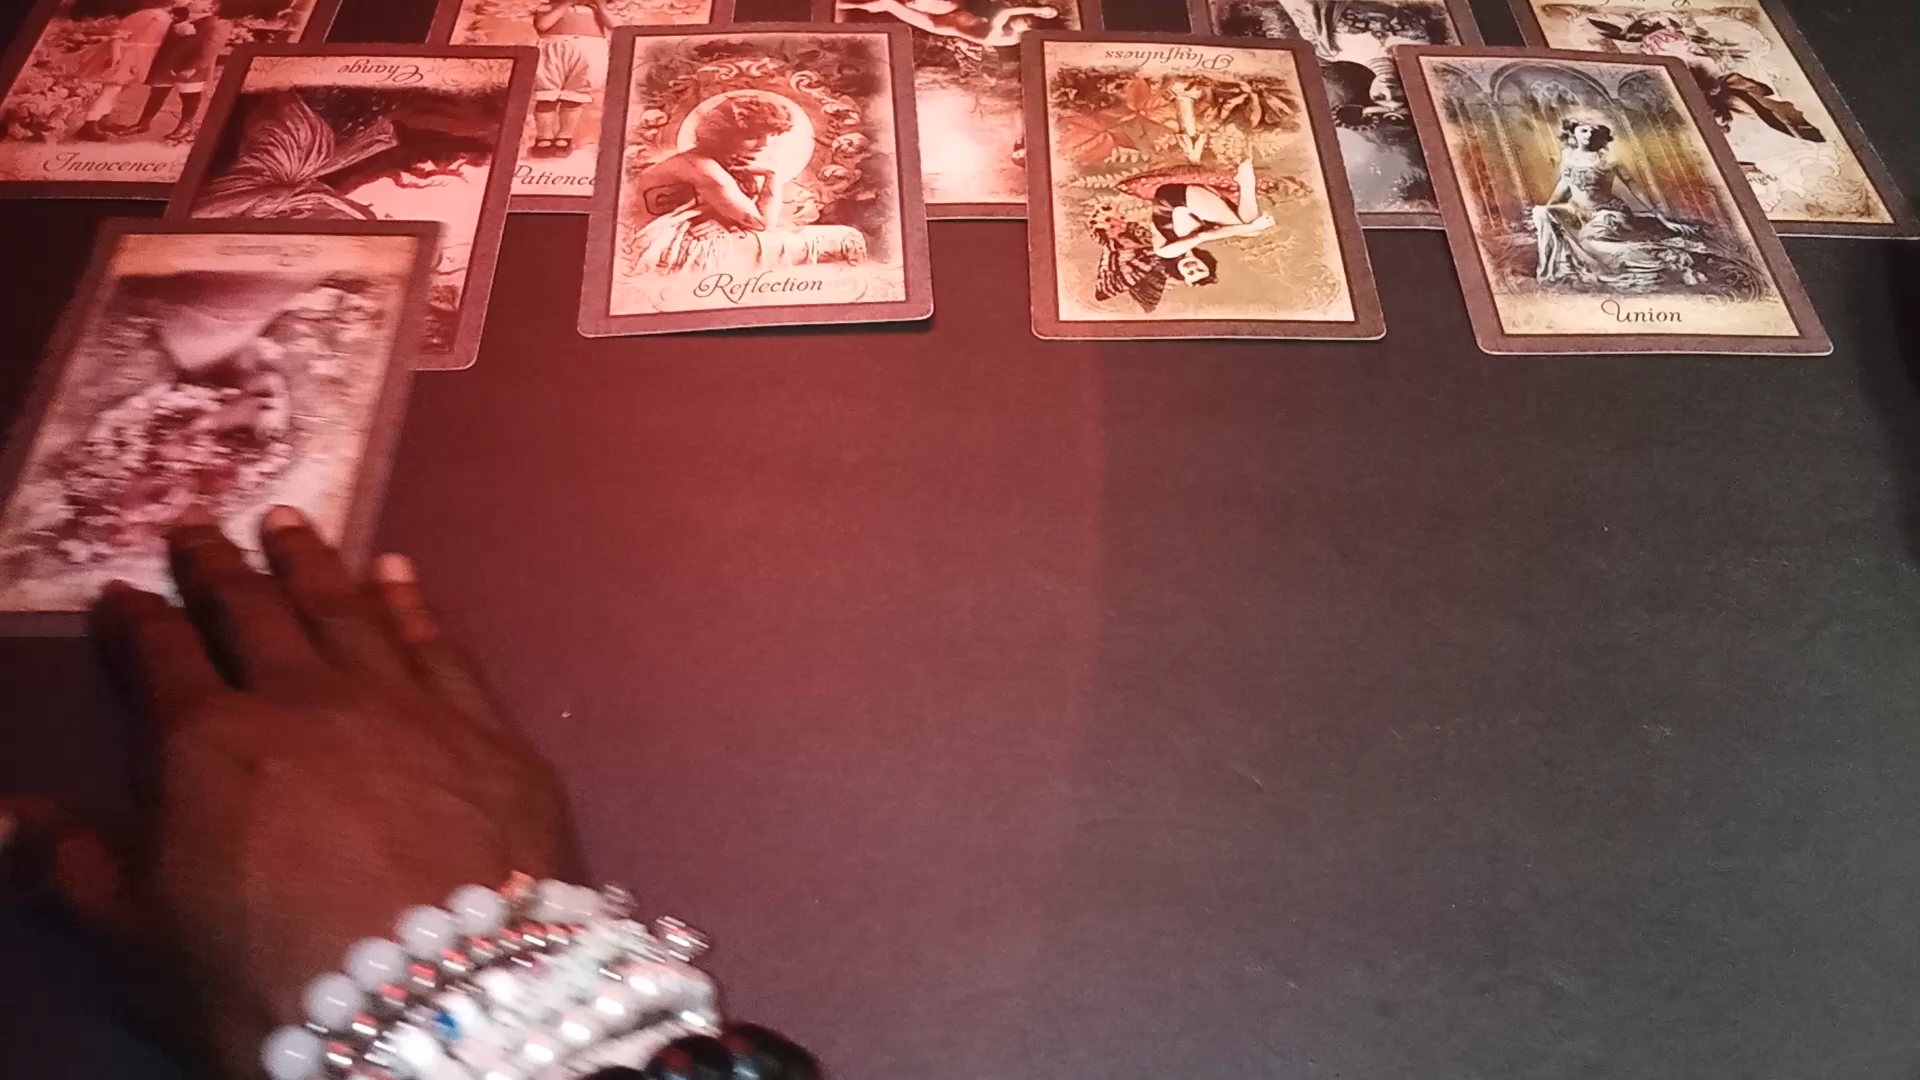 Innocence
Patience
Change
Reflection
Playfulness
Union